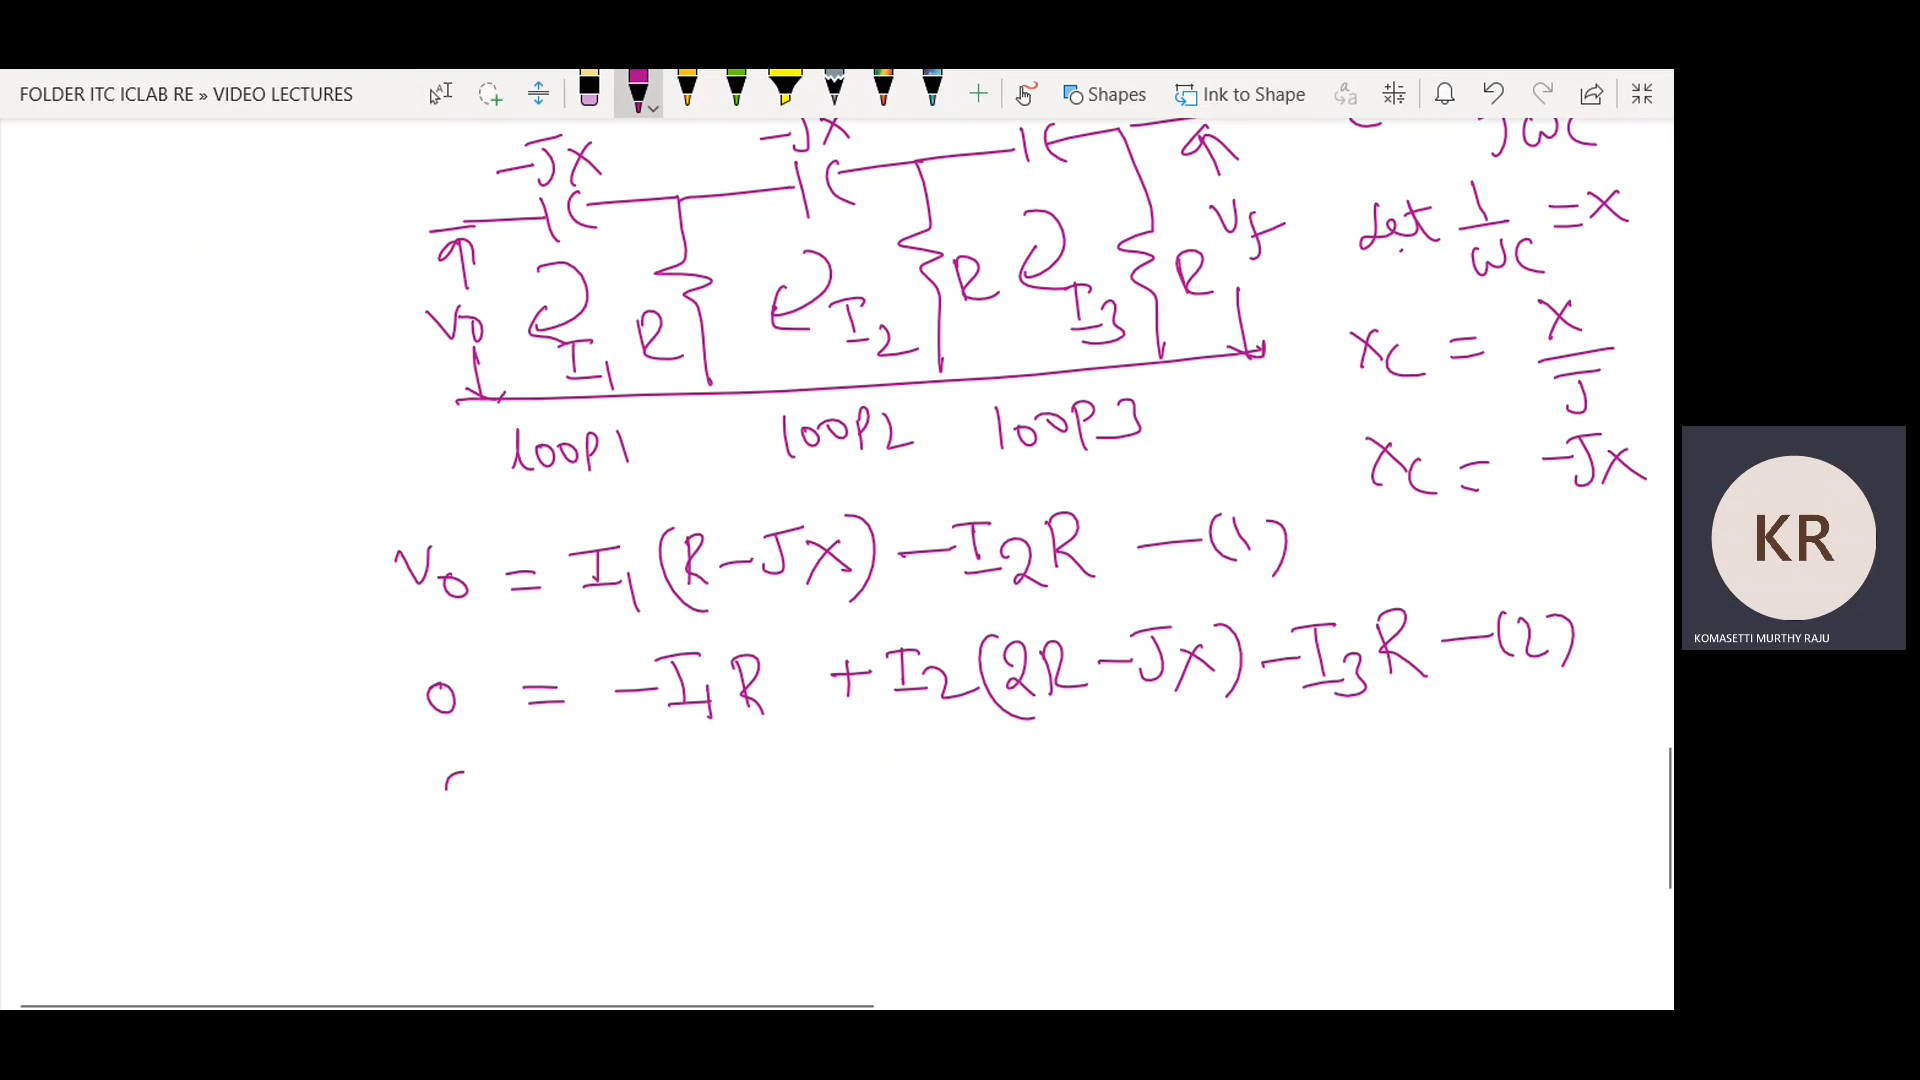 FOLDER ITC ICLAB RE » VIDEO LECTURES
Shapes
Ink to Shape
-JX
-JX
JωC
Let 1/ωC = X
V0
I1
R
I2
R
I3
R
Vf
XC = X/J
LOOP1
LOOP2
LOOP3
XC = -JX
V0 = I1 (R-JX) - I2R - (1)
0 = -I1R + I2 (2R-JX) - I3R - (2)
KR
KOMASETTI MURTHY RAJU